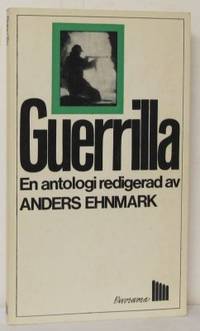 Guerrilla
En antologi redigerad av
ANDERS EHNMARK
Panorama